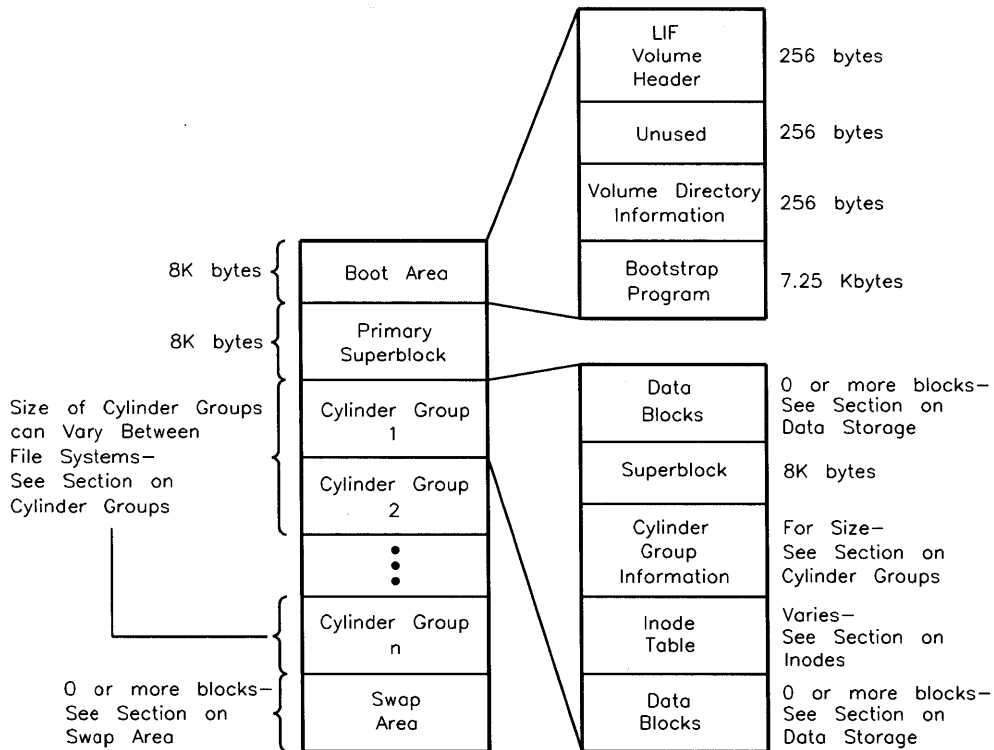 LIF
Volume
Header
256 bytes
Unused
256 bytes
Volume Directory
Information
256 bytes
Bootstrap
Program
7.25 Kbytes
8K bytes
Boot Area
8K bytes
Primary
Superblock
Size of Cylinder Groups
can Vary Between
File Systems–
See Section on
Cylinder Groups
Cylinder Group
1
Cylinder Group
2
Cylinder Group
n
0 or more blocks–
See Section on
Swap Area
Swap
Area
Data
Blocks
0 or more blocks–
See Section on
Data Storage
Superblock
8K bytes
Cylinder
Group
Information
For Size–
See Section on
Cylinder Groups
Inode
Table
Varies–
See Section on
Inodes
Data
Blocks
0 or more blocks–
See Section on
Data Storage